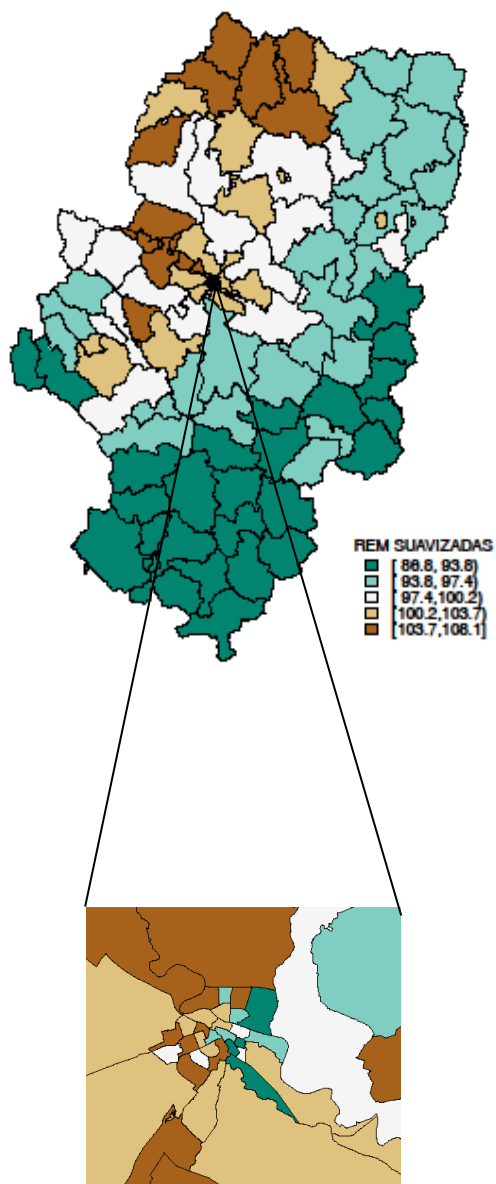 REM SUAVIZADAS
[ 86.8, 93.8)
[ 93.8, 97.4)
[ 97.4,100.2)
[100.2,103.7)
[103.7,108.1]